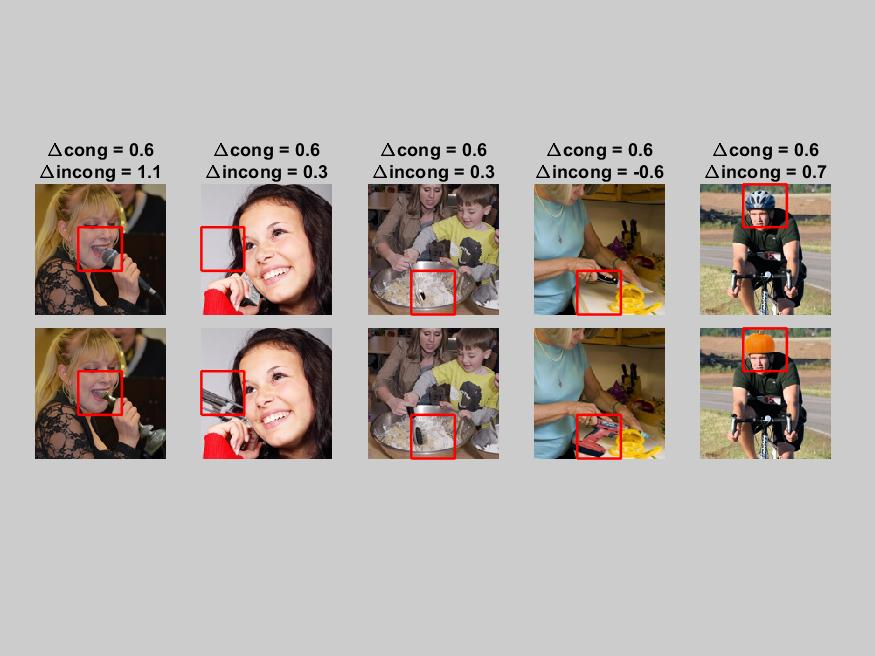 Δcong = 0.6
Δincong = 1.1
Δcong = 0.6
Δincong = 0.3
Δcong = 0.6
Δincong = 0.3
Δcong = 0.6
Δincong = -0.6
Δcong = 0.6
Δincong = 0.7